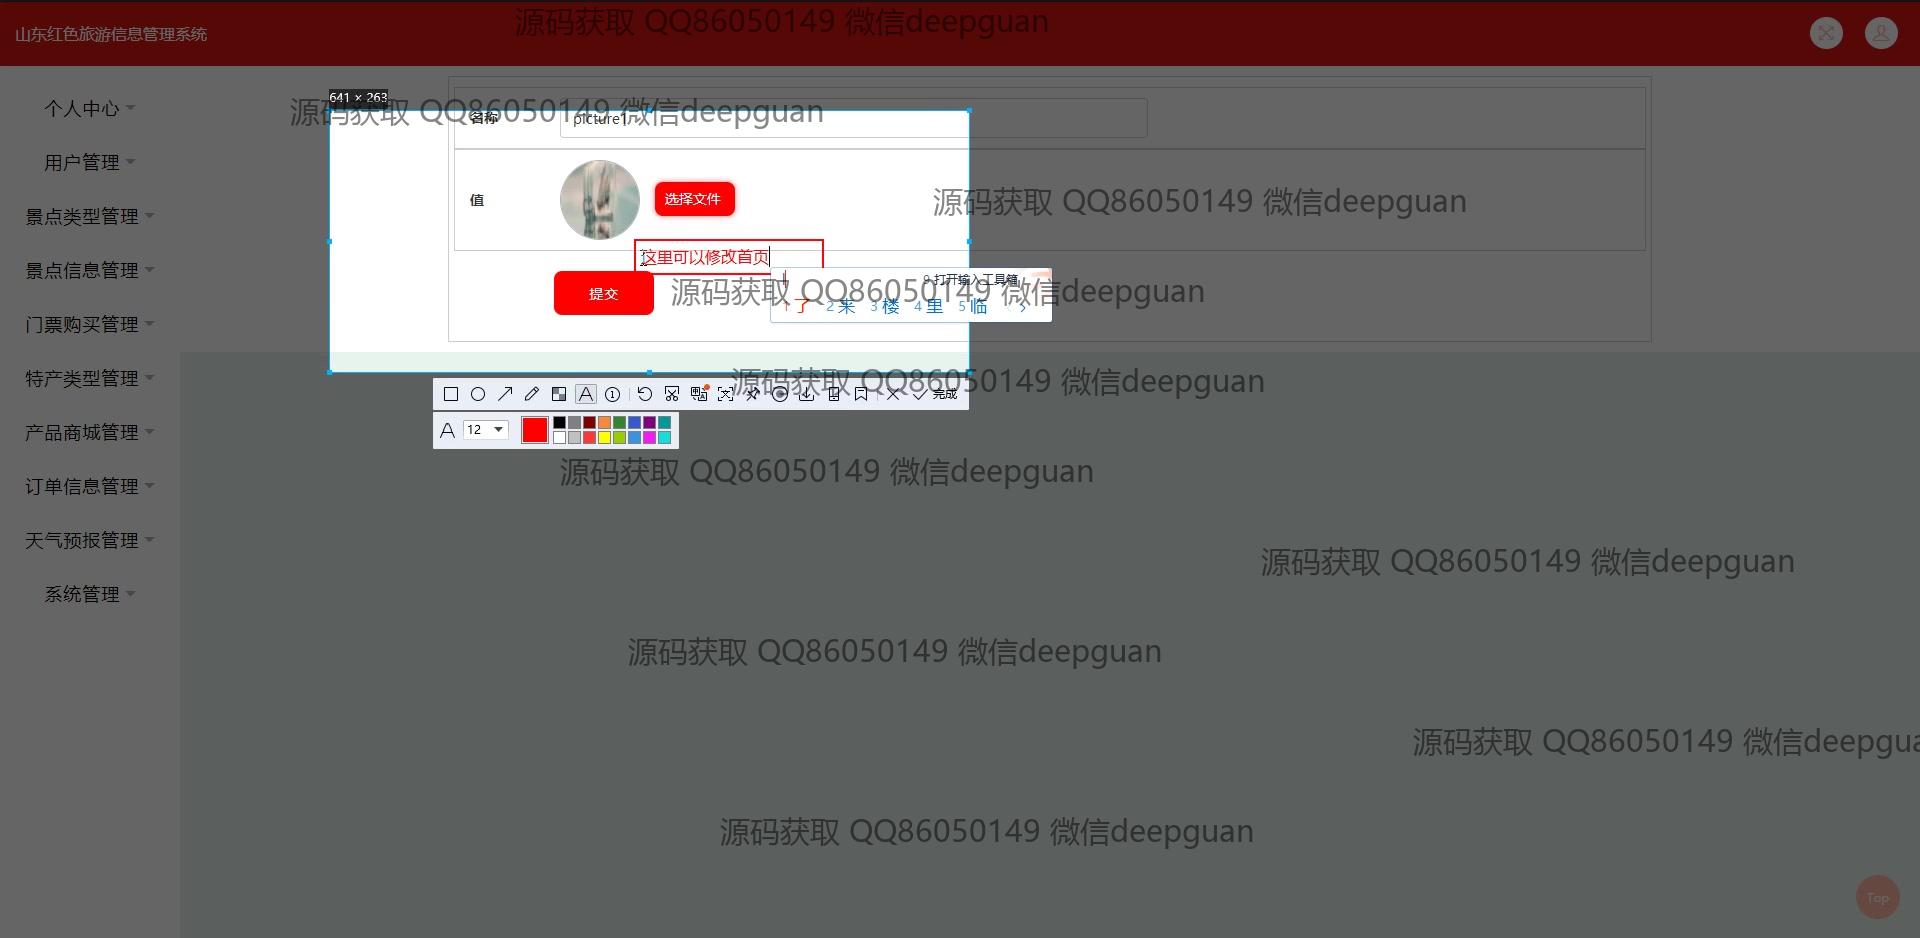 源码获取 QQ86050149 微信deepguan
山东红色旅游信息管理系统
641 × 263
个人中心
源码获取 QQ86050149 微信deepguan
名称
picture1
用户管理
值
选择文件
源码获取 QQ86050149 微信deepguan
景点类型管理
这里可以修改首页
景点信息管理
l
9 打开输入工具箱
提交
源码获取 QQ86050149 微信deepguan
1 了 2 来 3 楼 4 里 5 临
门票购买管理
特产类型管理
源码获取 QQ86050149 微信deepguan
完成
产品商城管理
A 12
源码获取 QQ86050149 微信deepguan
订单信息管理
天气预报管理
源码获取 QQ86050149 微信deepguan
系统管理
源码获取 QQ86050149 微信deepguan
源码获取 QQ86050149 微信deepgua
源码获取 QQ86050149 微信deepguan
Top